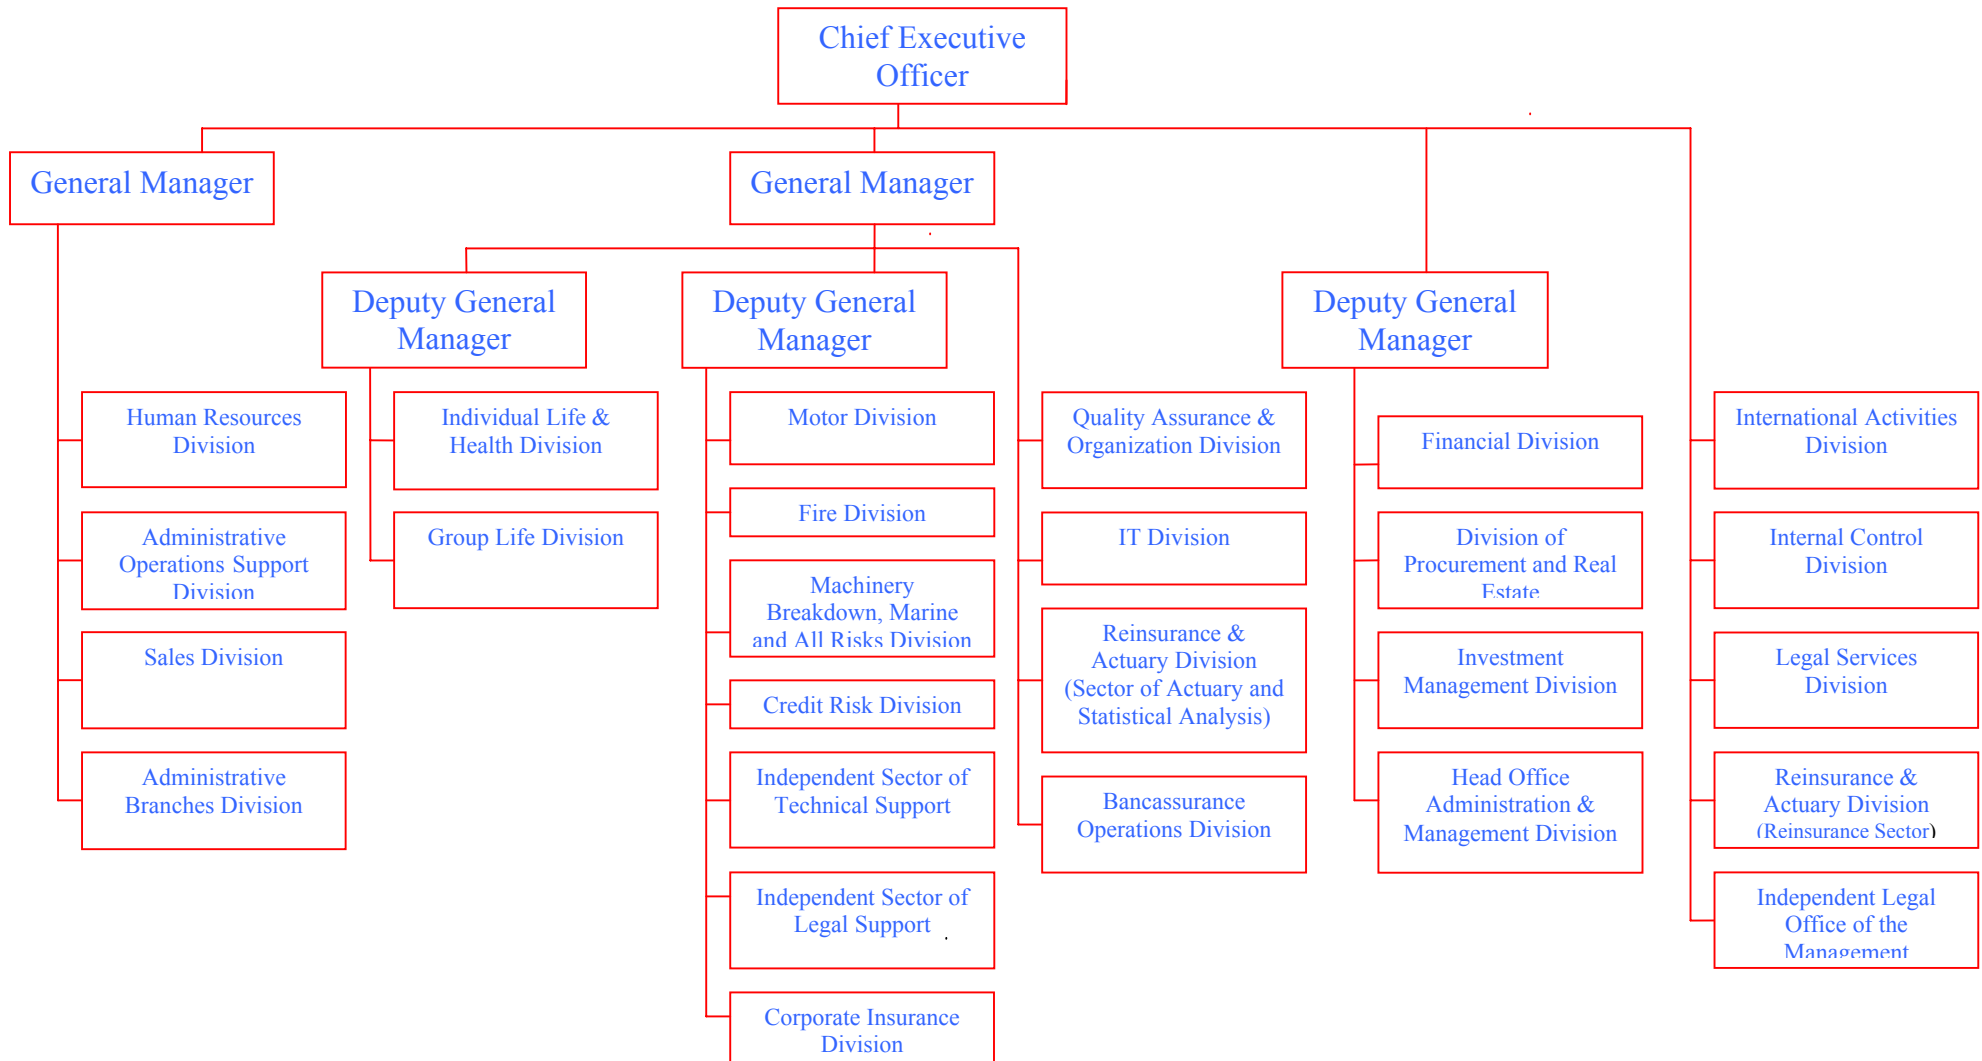 Chief Executive
Officer
General Manager
General Manager
Deputy General
Manager
Deputy General
Manager
Deputy General
Manager
Human Resources
Division
Administrative
Operations Support
Division
Sales Division
Administrative
Branches Division
Individual Life &
Health Division
Group Life Division
Motor Division
Fire Division
Machinery
Breakdown, Marine
and All Risks Division
Credit Risk Division
Independent Sector of
Technical Support
Independent Sector of
Legal Support
Corporate Insurance
Division
Quality Assurance &
Organization Division
IT Division
Reinsurance &
Actuary Division
(Sector of Actuary and
Statistical Analysis)
Bancassurance
Operations Division
Financial Division
Division of
Procurement and Real
Estate
Investment
Management Division
Head Office
Administration &
Management Division
International Activities
Division
Internal Control
Division
Legal Services
Division
Reinsurance &
Actuary Division
(Reinsurance Sector)
Independent Legal
Office of the
Management